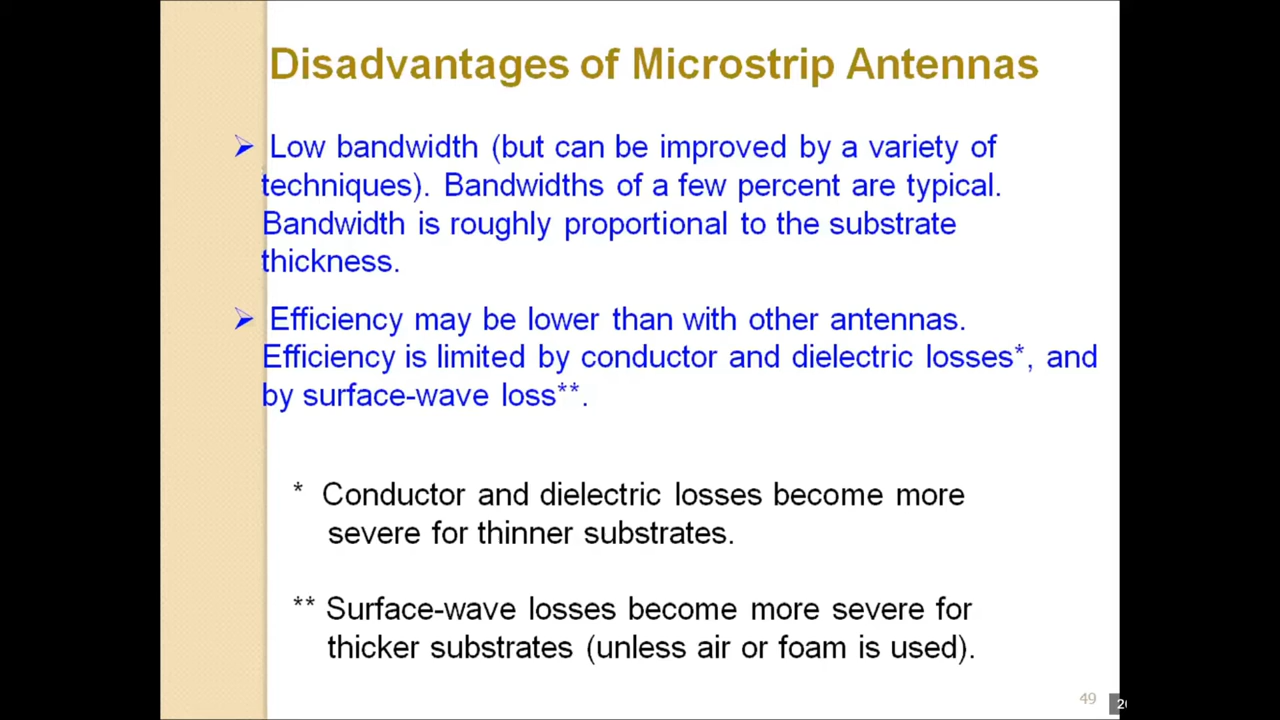 Disadvantages of Microstrip Antennas
➢ Low bandwidth (but can be improved by a variety of
techniques). Bandwidths of a few percent are typical.
Bandwidth is roughly proportional to the substrate
thickness.
➢ Efficiency may be lower than with other antennas.
Efficiency is limited by conductor and dielectric losses*, and
by surface-wave loss**.
* Conductor and dielectric losses become more
severe for thinner substrates.
** Surface-wave losses become more severe for
thicker substrates (unless air or foam is used).
49